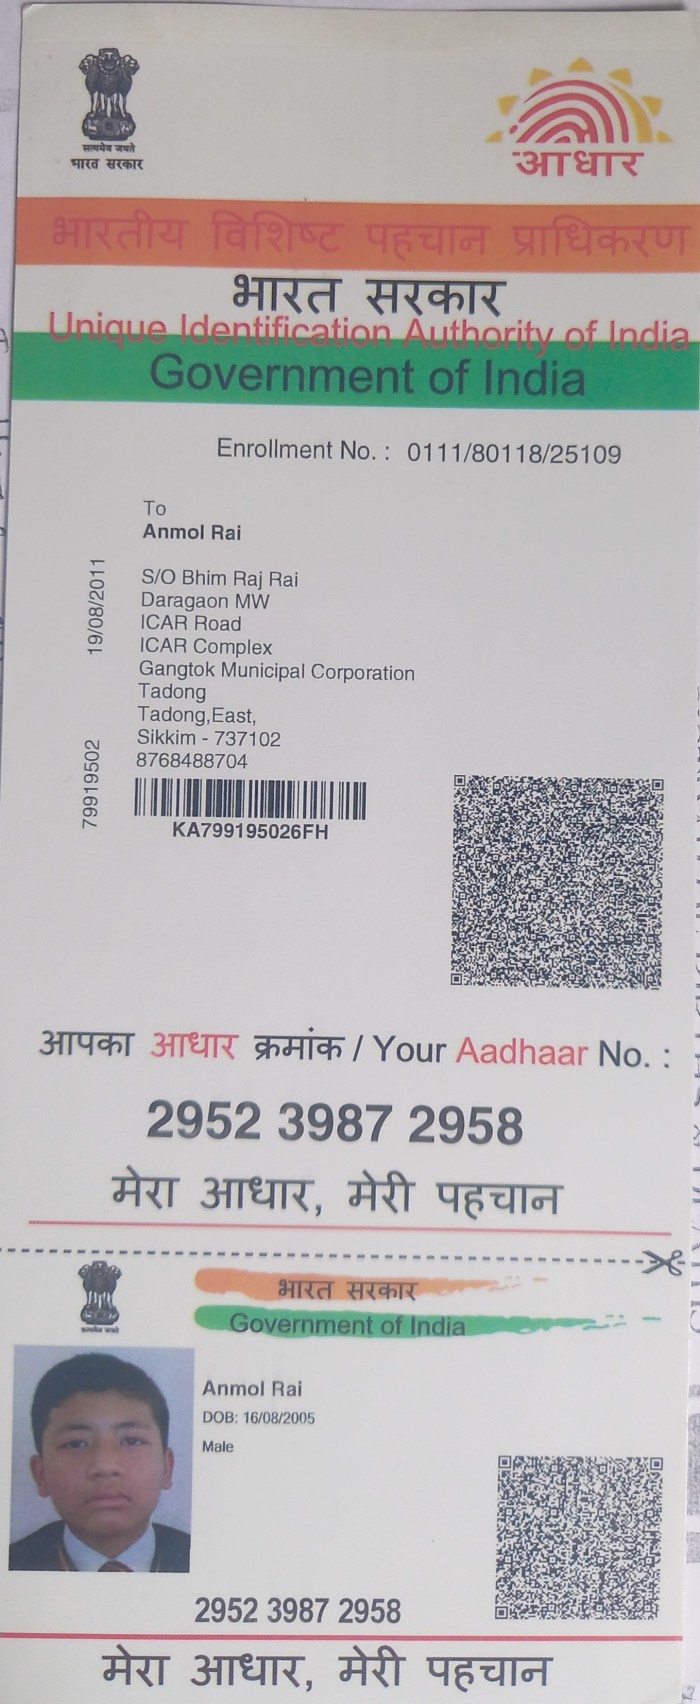 सत्यमेव जयते
भारत सरकार
आधार
भारतीय विशिष्ट पहचान प्राधिकरण
भारत सरकार
Unique Identification Authority of India
Government of India
Enrollment No. : 0111/80118/25109
To
Anmol Rai
S/O Bhim Raj Rai
Daragaon MW
ICAR Road
ICAR Complex
Gangtok Municipal Corporation
Tadong
Tadong,East,
Sikkim - 737102
8768488704
19/08/2011
79919502
KA799195026FH
आपका आधार क्रमांक / Your Aadhaar No. :
2952 3987 2958
मेरा आधार, मेरी पहचान
सत्यमेव जयते
भारत सरकार
Government of India
Anmol Rai
DOB: 16/08/2005
Male
2952 3987 2958
मेरा आधार, मेरी पहचान